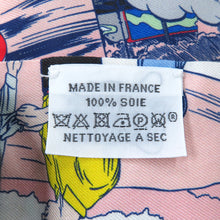 MADE IN FRANCE
100% SOIE
NETTOYAGE A SEC